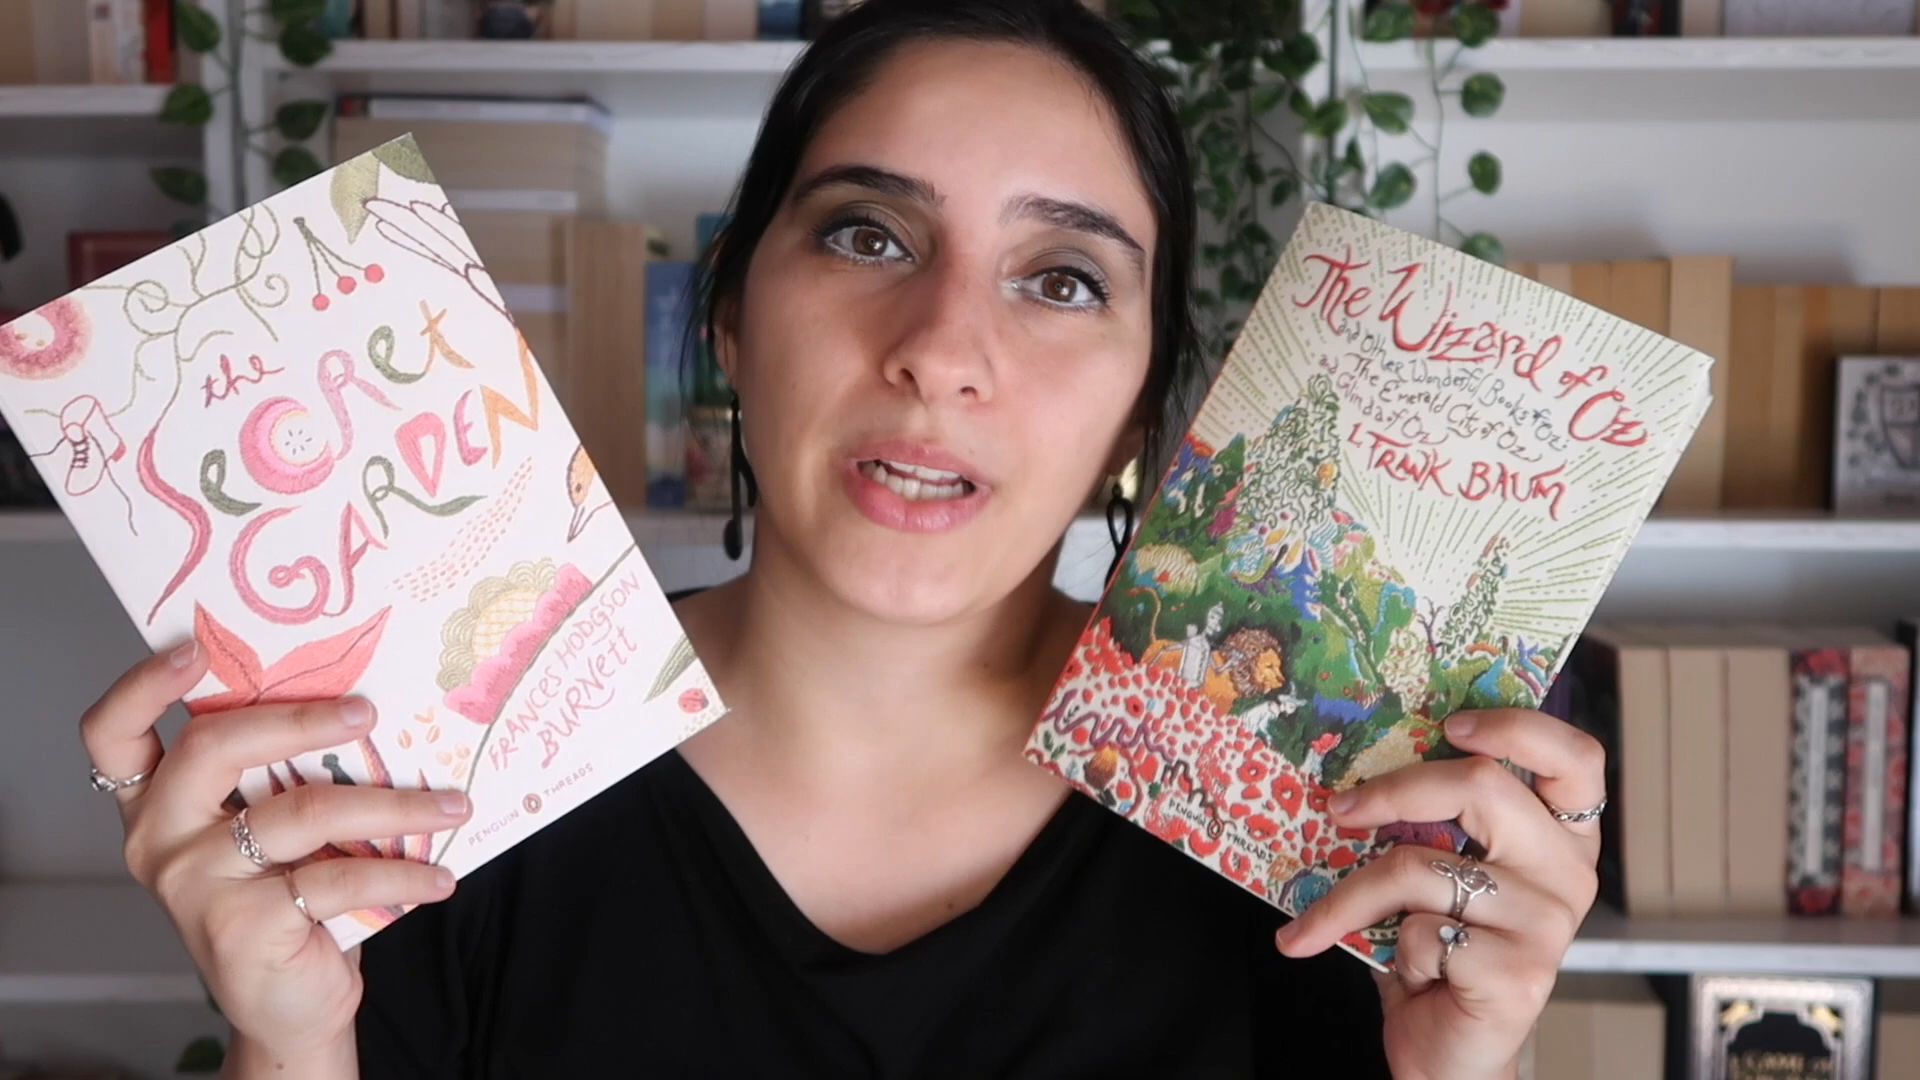 the
SeCRet
GARDEN
FRANCES HODGSON
BURNett
PENGUIN THREADS
The Wizard of Oz
and Other Wonderful Books of Oz:
The Emerald City of Oz
and Glinda of Oz
L. FRANK BAUM
PENGUIN THREADS